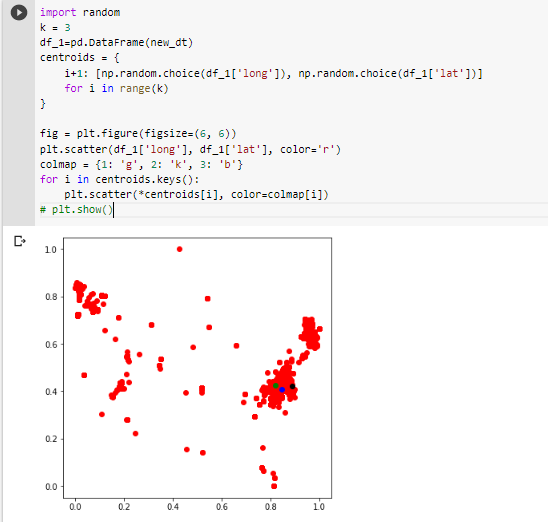 import random
k = 3
df_1=pd.DataFrame(new_dt)
centroids = {
    i+1: [np.random.choice(df_1['long']), np.random.choice(df_1['lat'])]
    for i in range(k)
}
fig = plt.figure(figsize=(6, 6))
plt.scatter(df_1['long'], df_1['lat'], color='r')
colmap = {1: 'g', 2: 'k', 3: 'b'}
for i in centroids.keys():
    plt.scatter(*centroids[i], color=colmap[i])
# plt.show()
1.0
0.8
0.6
0.4
0.2
0.0
0.0 0.2 0.4 0.6 0.8 1.0